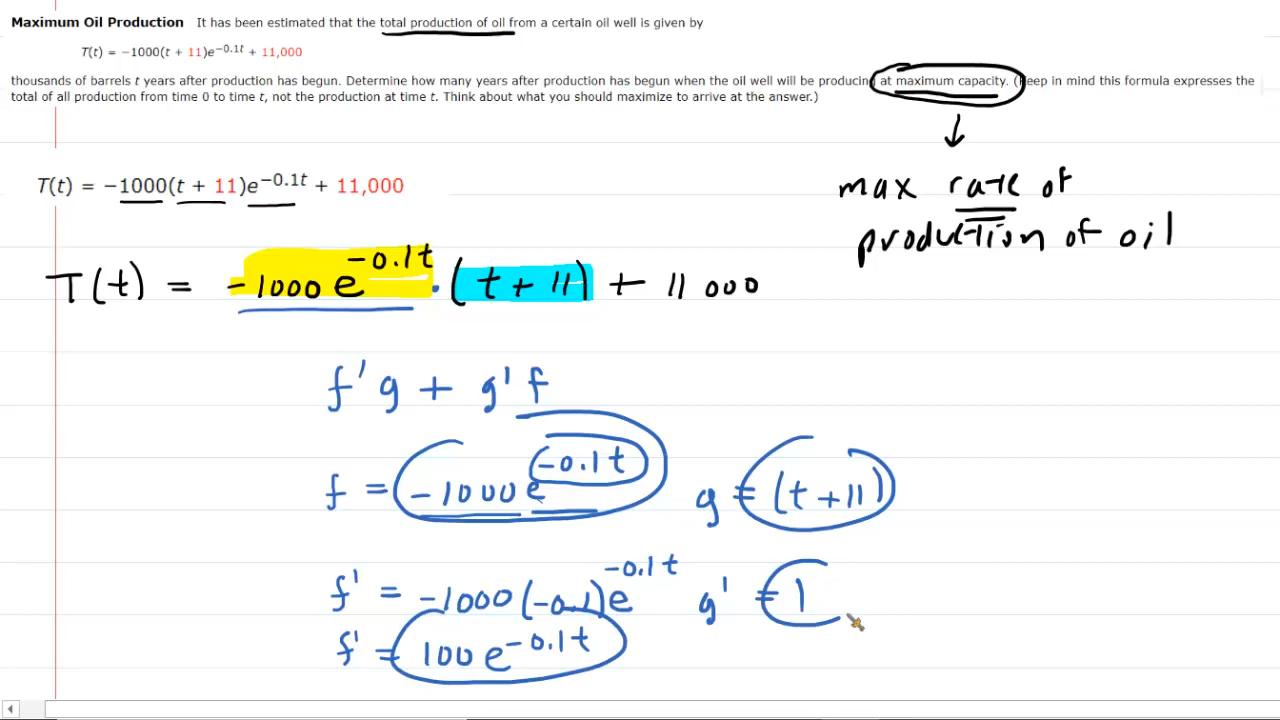 Maximum Oil Production It has been estimated that the total production of oil from a certain oil well is given by
T(t) = −1000(t + 11)e^−0.1t + 11,000
thousands of barrels t years after production has begun. Determine how many years after production has begun when the oil well will be producing at maximum capacity. (Keep in mind this formula expresses the
total of all production from time 0 to time t, not the production at time t. Think about what you should maximize to arrive at the answer.)
T(t) = −1000(t + 11)e^−0.1t + 11,000
max rate of
production of oil
T(t) = -1000 e^-0.1t · (t + 11) + 11 000
f' g + g' f
f = -1000 e^-0.1t g = (t + 11)
f' = -1000 (-0.1) e^-0.1t g' = 1
f' = 100 e^-0.1t